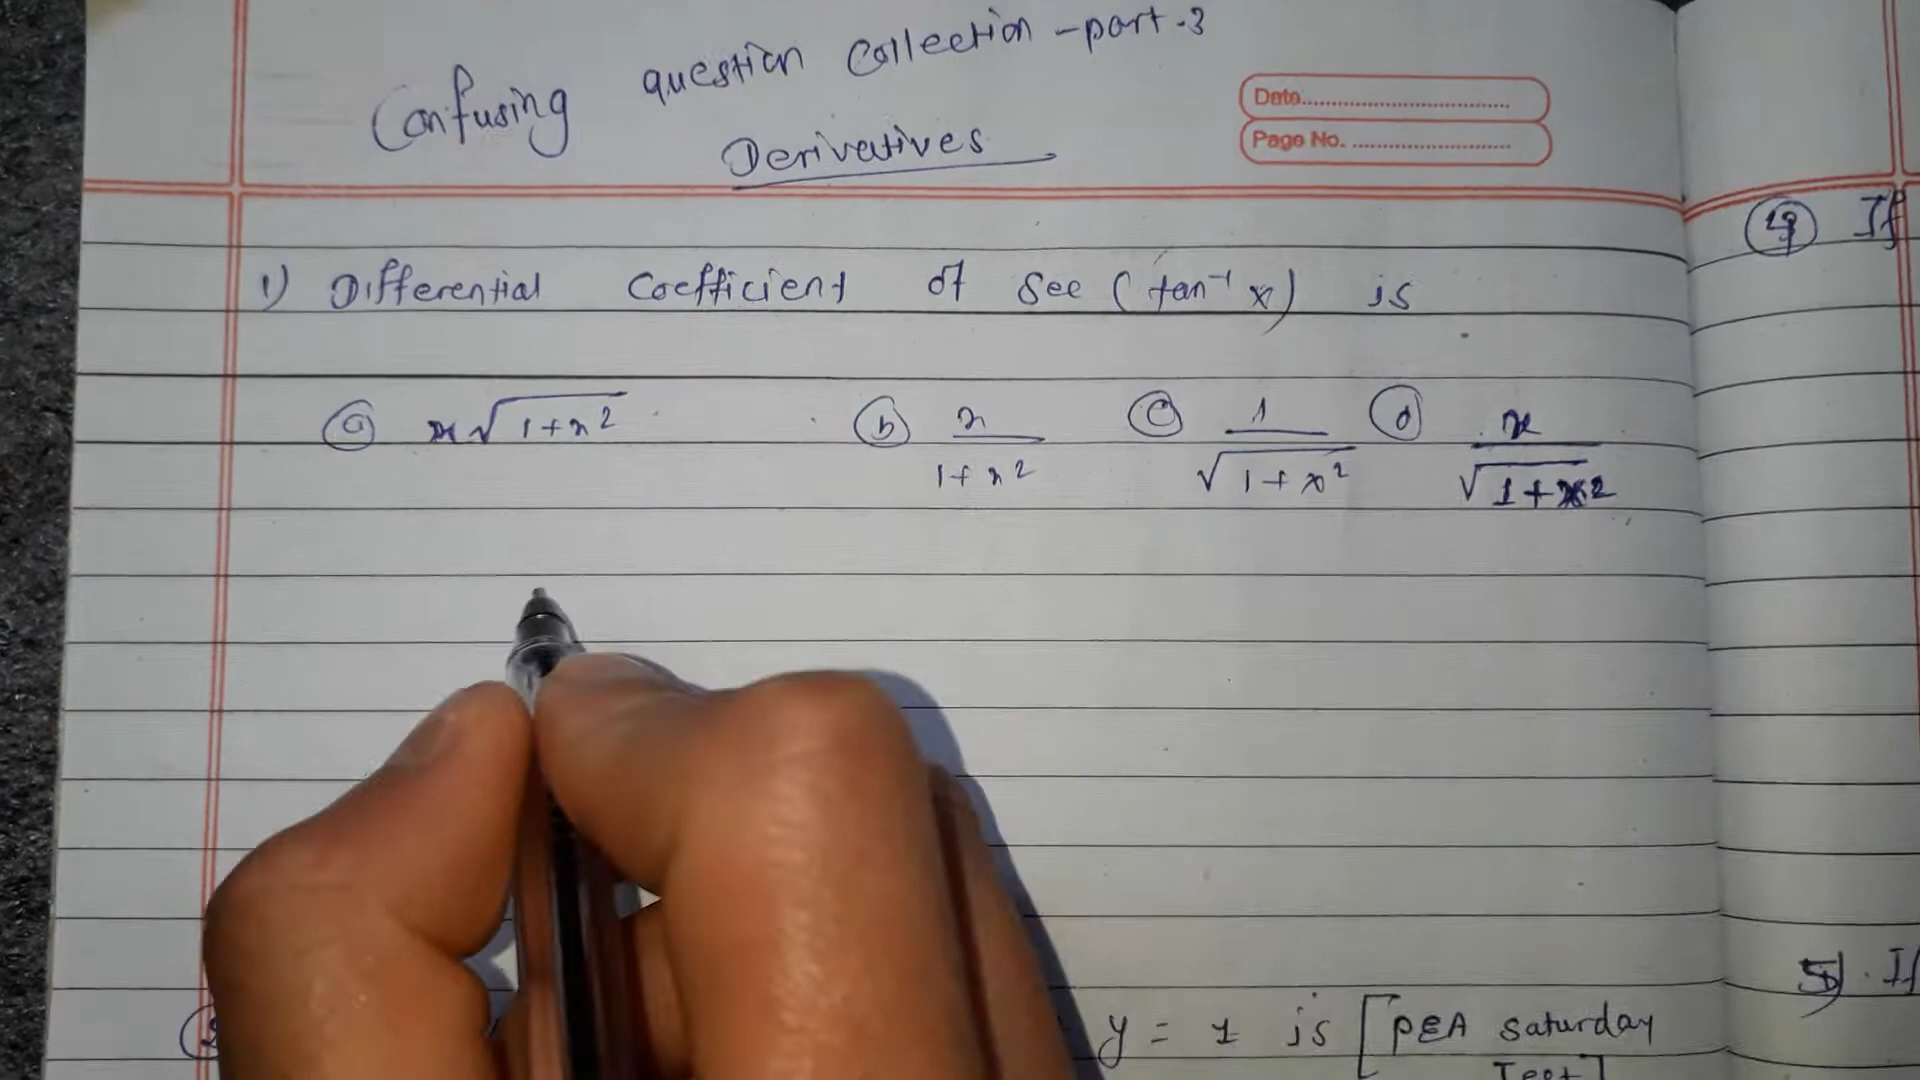 Confusing question collection - part - 3
Derivatives
Date
Page No.
1) Differential Coefficient of Sec (tan⁻¹ x) is
ⓐ x√1+x² ⓑ x/1+x² ⓒ 1/√1+x² ⓓ x/√1+x²
y = 1 is [PEA Saturday
Test]
④ If
5) If